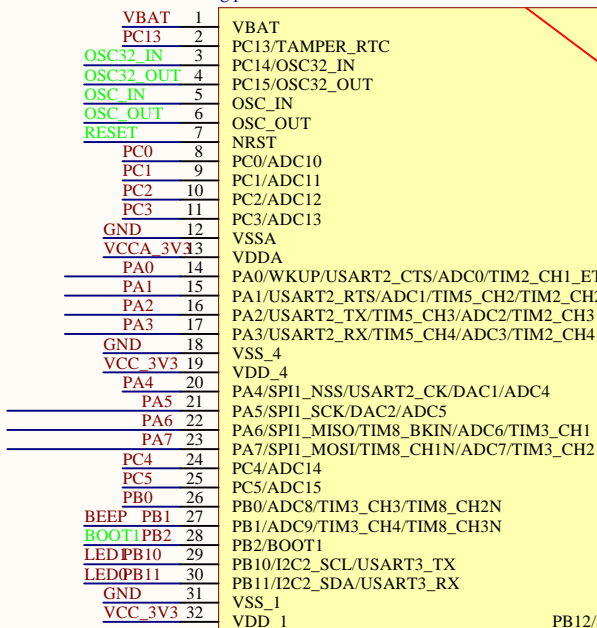 VBAT 1 VBAT
PC13 2 PC13/TAMPER_RTC
OSC32_IN 3 PC14/OSC32_IN
OSC32_OUT 4 PC15/OSC32_OUT
OSC_IN 5 OSC_IN
OSC_OUT 6 OSC_OUT
RESET 7 NRST
PC0 8 PC0/ADC10
PC1 9 PC1/ADC11
PC2 10 PC2/ADC12
PC3 11 PC3/ADC13
GND 12 VSSA
VCCA_3V3 13 VDDA
PA0 14 PA0/WKUP/USART2_CTS/ADC0/TIM2_CH1_ET
PA1 15 PA1/USART2_RTS/ADC1/TIM5_CH2/TIM2_CH2
PA2 16 PA2/USART2_TX/TIM5_CH3/ADC2/TIM2_CH3
PA3 17 PA3/USART2_RX/TIM5_CH4/ADC3/TIM2_CH4
GND 18 VSS_4
VCC_3V3 19 VDD_4
PA4 20 PA4/SPI1_NSS/USART2_CK/DAC1/ADC4
PA5 21 PA5/SPI1_SCK/DAC2/ADC5
PA6 22 PA6/SPI1_MISO/TIM8_BKIN/ADC6/TIM3_CH1
PA7 23 PA7/SPI1_MOSI/TIM8_CH1N/ADC7/TIM3_CH2
PC4 24 PC4/ADC14
PC5 25 PC5/ADC15
PB0 26 PB0/ADC8/TIM3_CH3/TIM8_CH2N
BEEP PB1 27 PB1/ADC9/TIM3_CH4/TIM8_CH3N
BOOT1 PB2 28 PB2/BOOT1
LED1 PB10 29 PB10/I2C2_SCL/USART3_TX
LED0 PB11 30 PB11/I2C2_SDA/USART3_RX
GND 31 VSS_1
VCC_3V3 32 VDD_1 PB12/